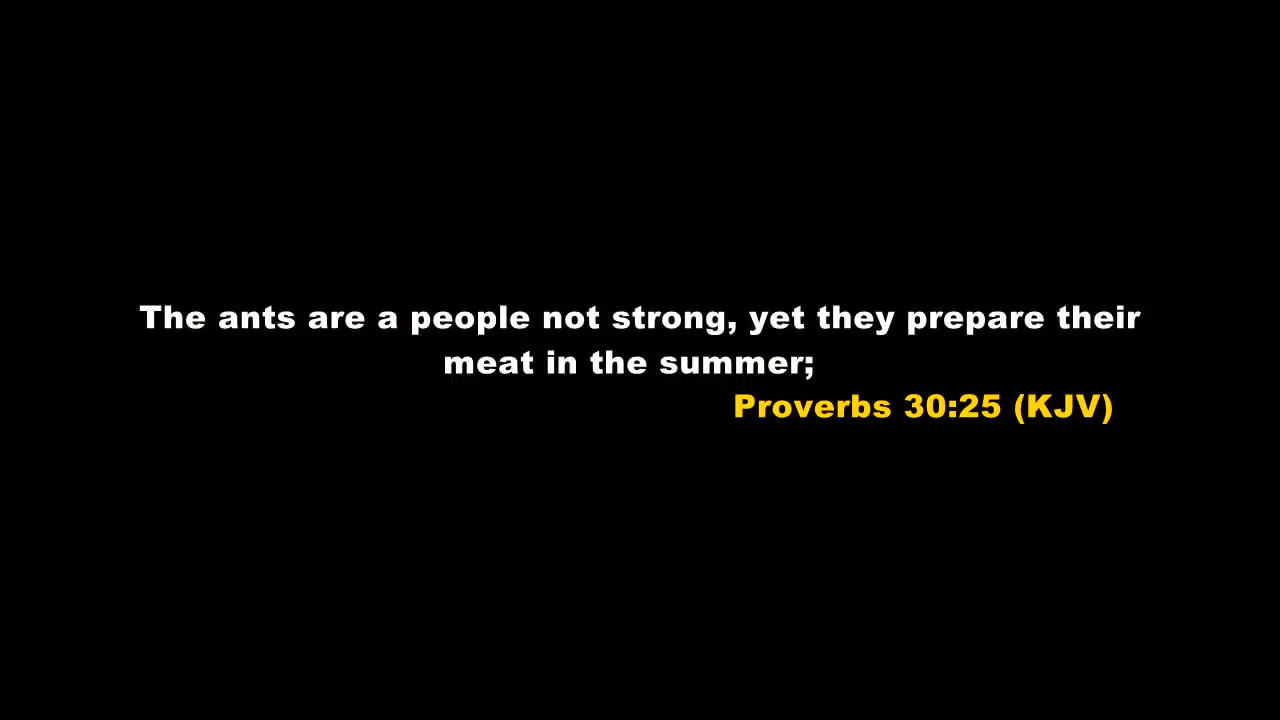 The ants are a people not strong, yet they prepare their
meat in the summer;
Proverbs 30:25 (KJV)